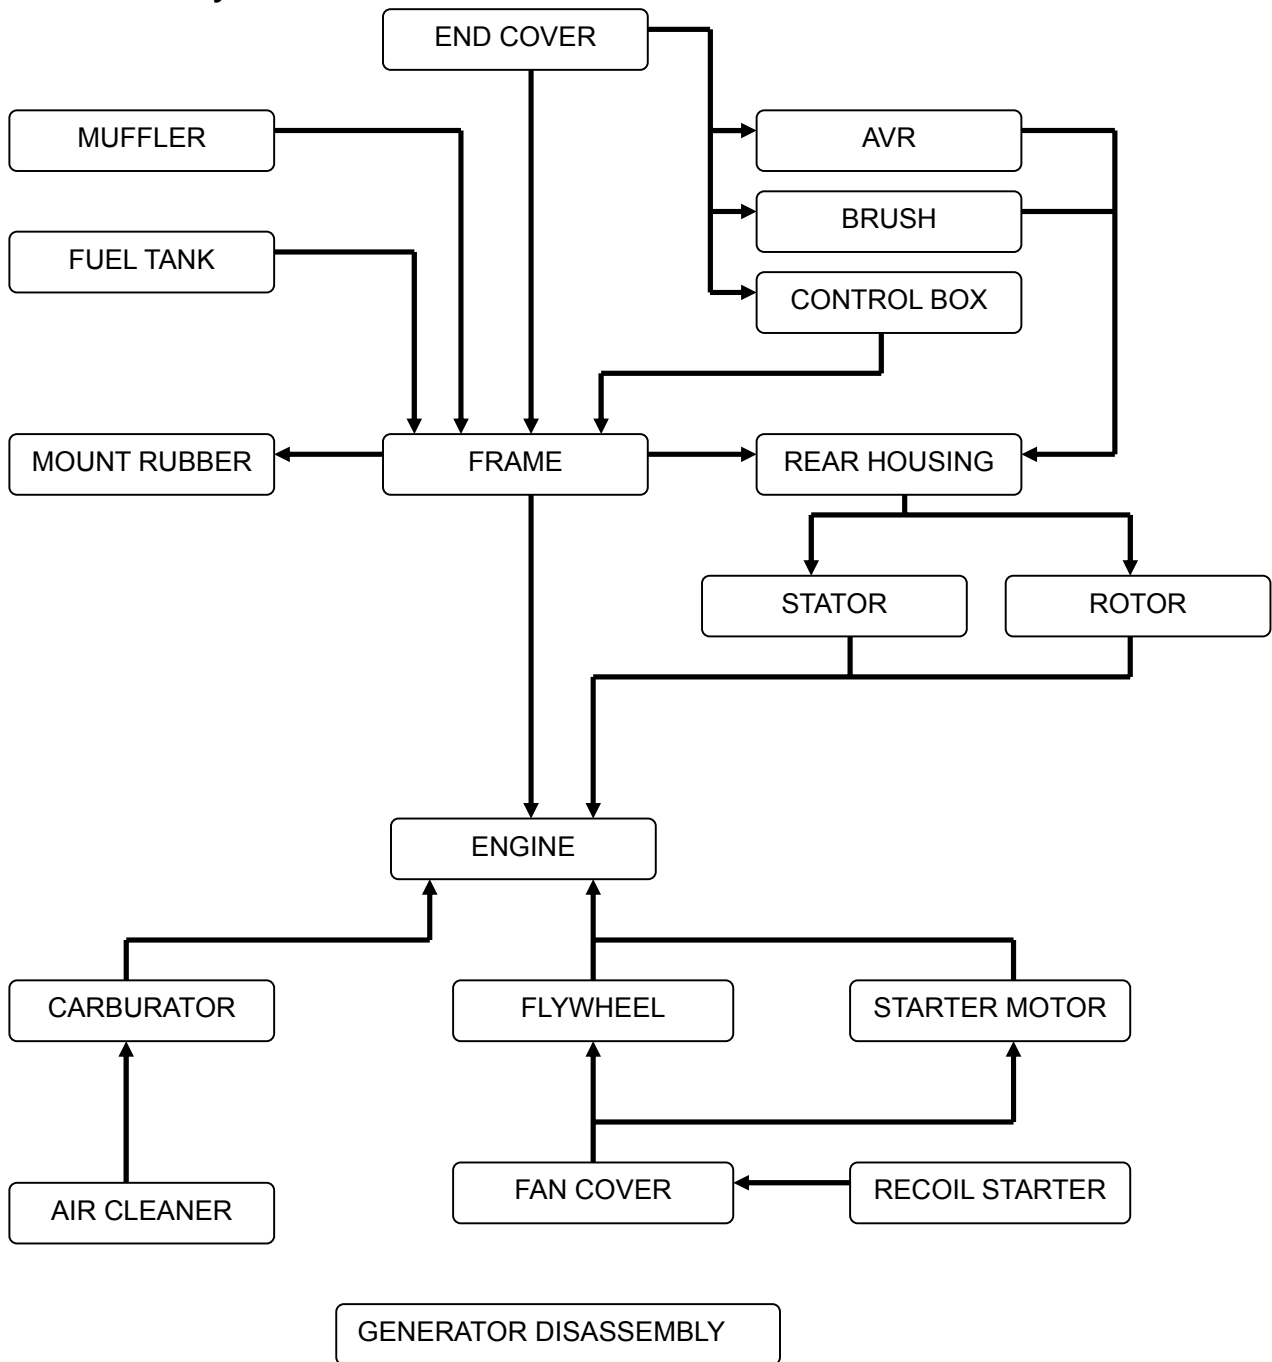 END COVER
MUFFLER
AVR
BRUSH
FUEL TANK
CONTROL BOX
MOUNT RUBBER
FRAME
REAR HOUSING
STATOR
ROTOR
ENGINE
CARBURATOR
FLYWHEEL
STARTER MOTOR
AIR CLEANER
FAN COVER
RECOIL STARTER
GENERATOR DISASSEMBLY